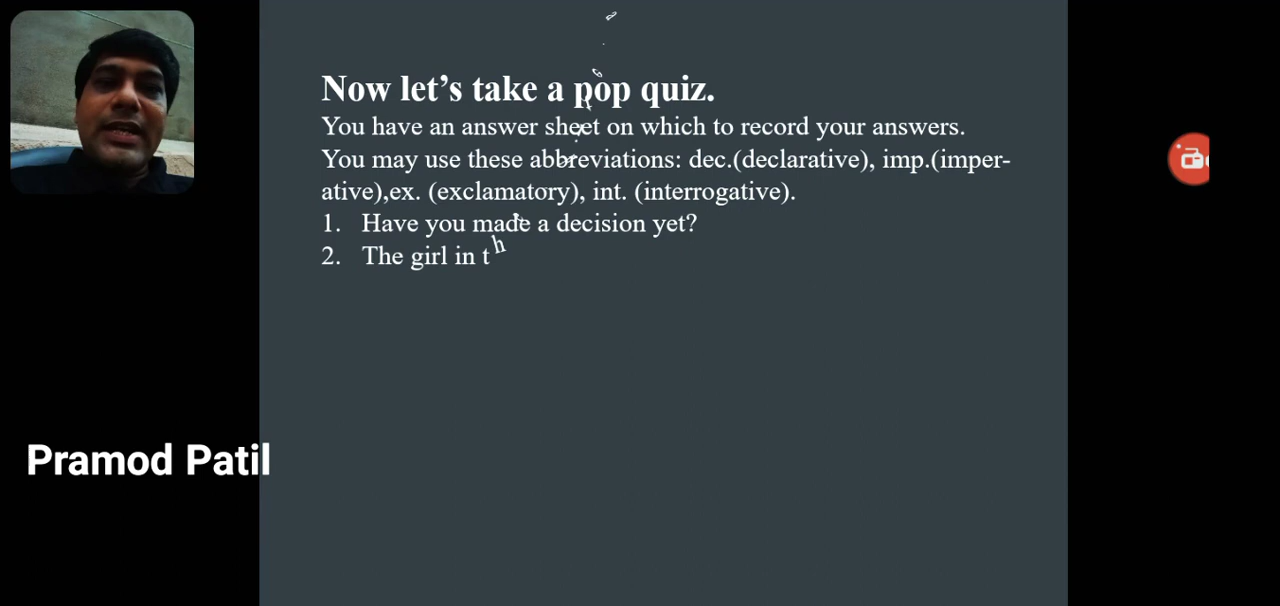 Now let’s take a pop quiz.
You have an answer sheet on which to record your answers.
You may use these abbreviations: dec.(declarative), imp.(imper-
ative),ex. (exclamatory), int. (interrogative).
1. Have you made a decision yet?
2. The girl in th
Pramod Patil